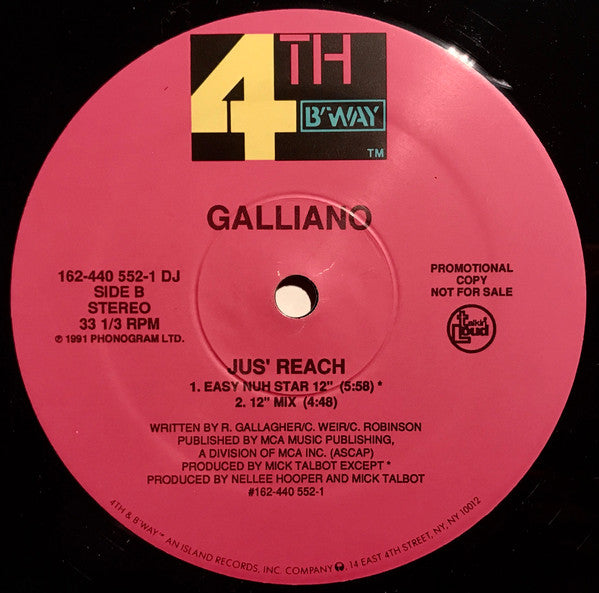 4TH
B'WAY
TM
GALLIANO
162-440 552-1 DJ
SIDE B
STEREO
33 1/3 RPM
℗ 1991 PHONOGRAM LTD.
PROMOTIONAL
COPY
NOT FOR SALE
talkin'
loud
JUS' REACH
1. EASY NUH STAR 12" (5:58) *
2. 12" MIX (4:48)
WRITTEN BY R. GALLAGHER/C. WEIR/C. ROBINSON
PUBLISHED BY MCA MUSIC PUBLISHING,
A DIVISION OF MCA INC. (ASCAP)
PRODUCED BY MICK TALBOT EXCEPT *
PRODUCED BY NELLEE HOOPER AND MICK TALBOT
#162-440 552-1
4TH & B'WAY™ AN ISLAND RECORDS, INC. COMPANY, 14 EAST 4TH STREET, NY, NY 10012